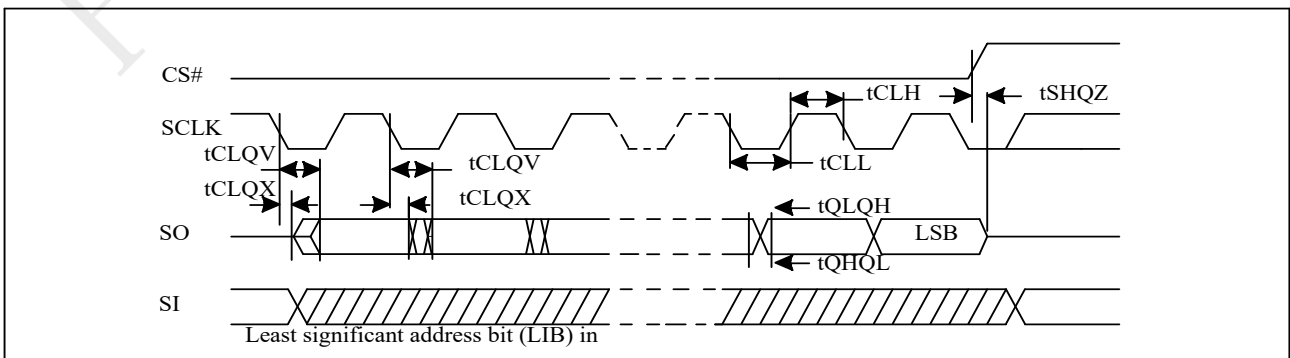 CS#
tCLH
tSHQZ
SCLK
tCLQV
tCLQV
tCLL
tCLQX
tCLQX
tQLQH
SO
LSB
tQHQL
SI
Least significant address bit (LIB) in